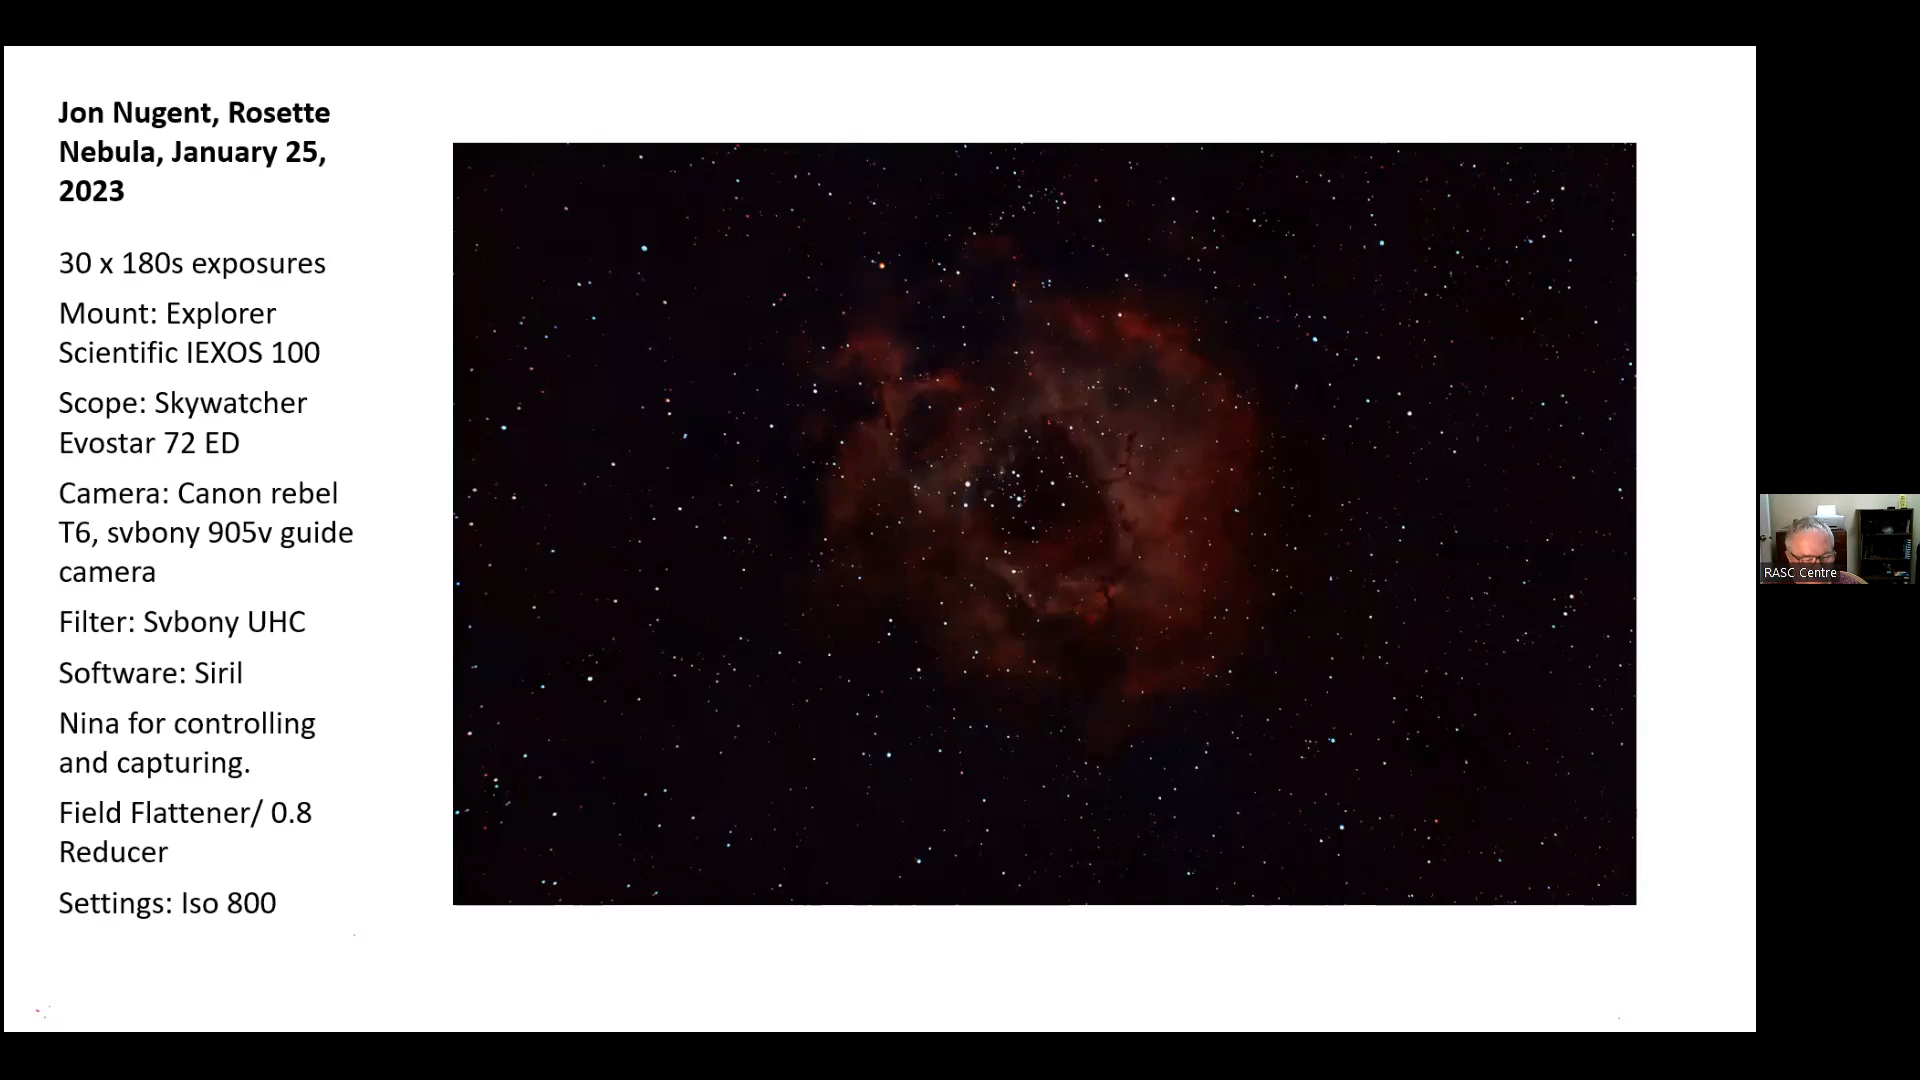 Jon Nugent, Rosette
Nebula, January 25,
2023
30 x 180s exposures
Mount: Explorer
Scientific IEXOS 100
Scope: Skywatcher
Evostar 72 ED
Camera: Canon rebel
T6, svbony 905v guide
camera
Filter: Svbony UHC
Software: Siril
Nina for controlling
and capturing.
Field Flattener/ 0.8
Reducer
Settings: Iso 800
RASC Centre